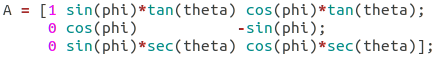 A = [1 sin(phi)*tan(theta) cos(phi)*tan(theta);
0 cos(phi) -sin(phi);
0 sin(phi)*sec(theta) cos(phi)*sec(theta)];